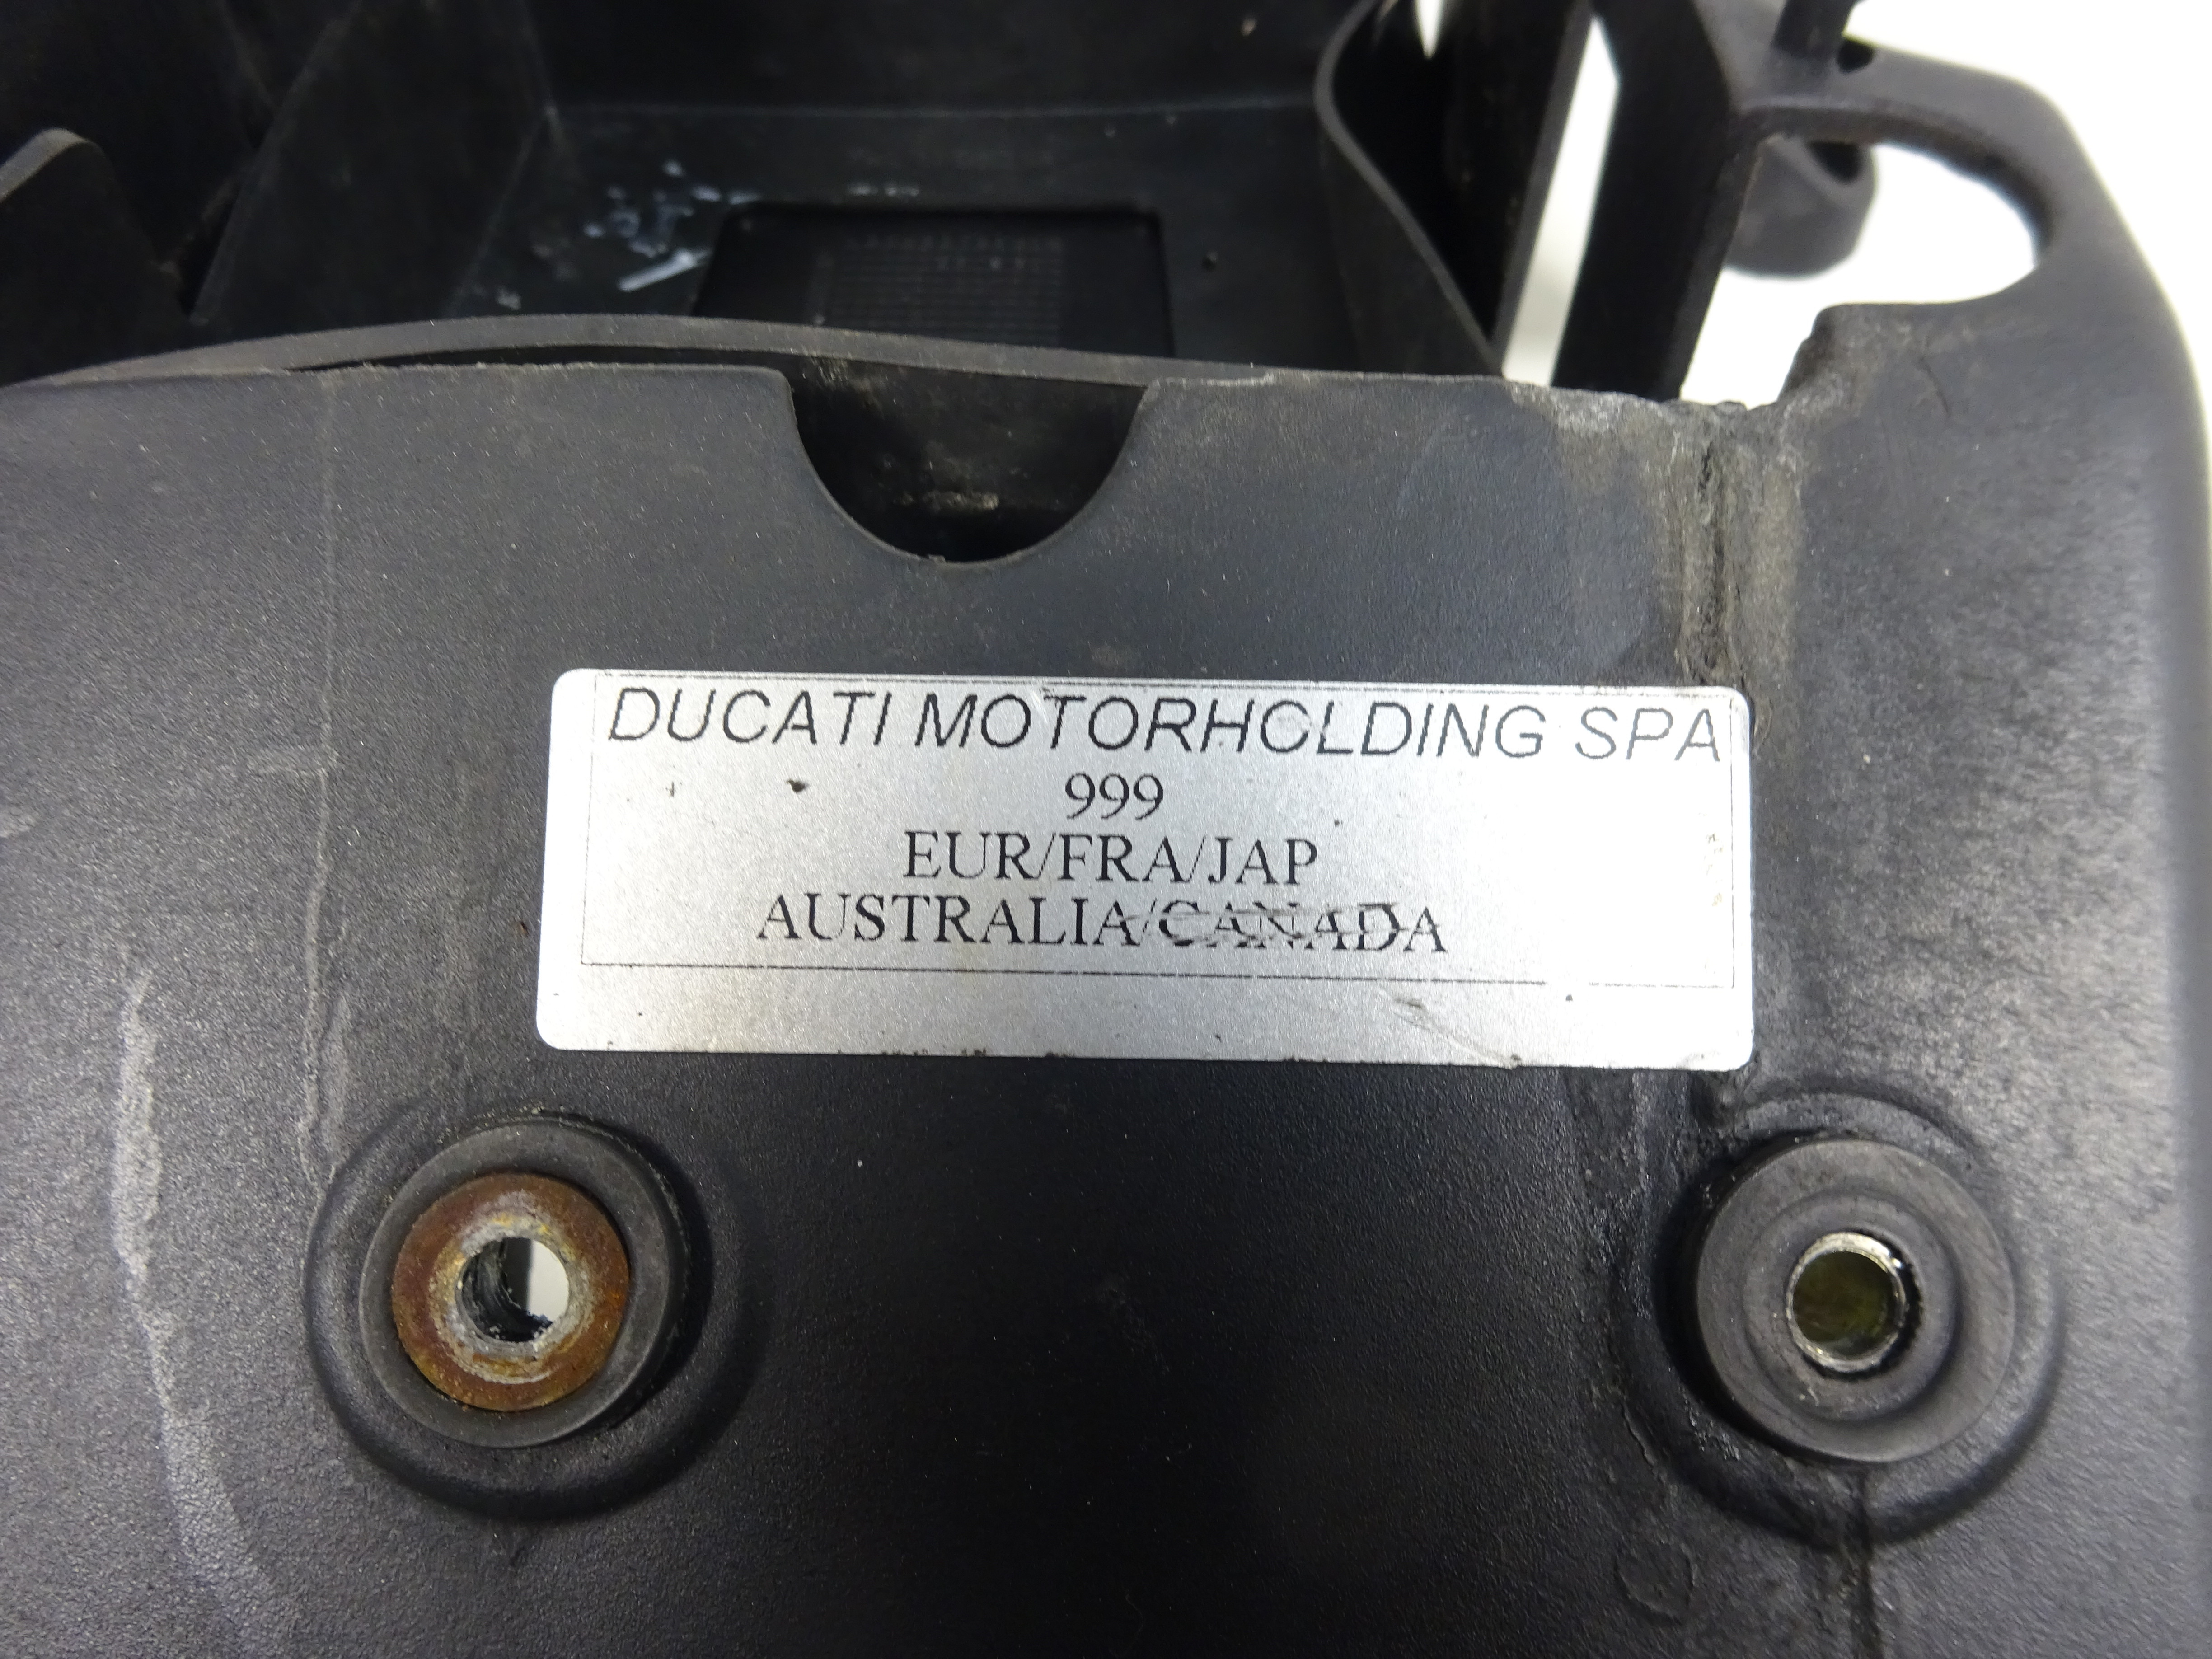 DUCATI MOTORHOLDING SPA
999
EUR/FRA/JAP
AUSTRALIA/CANADA